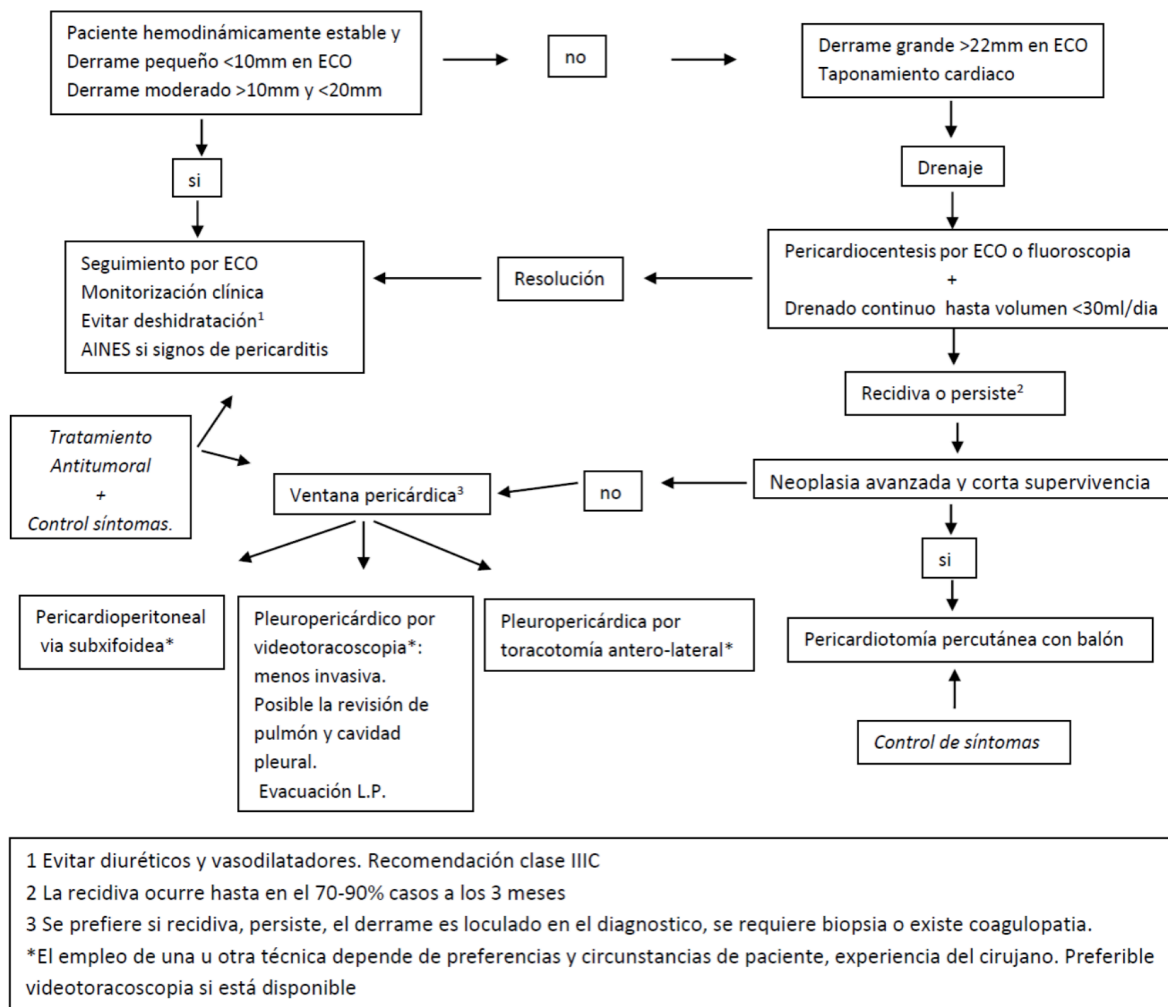 Paciente hemodinámicamente estable y
Derrame pequeño <10mm en ECO
Derrame moderado >10mm y <20mm
no
Derrame grande >22mm en ECO
Taponamiento cardiaco
si
Drenaje
Seguimiento por ECO
Monitorización clínica
Evitar deshidratación¹
AINES si signos de pericarditis
Resolución
Pericardiocentesis por ECO o fluoroscopia
+
Drenado continuo hasta volumen <30ml/dia
Recidiva o persiste²
Tratamiento
Antitumoral
+
Control síntomas.
Ventana pericárdica³
no
Neoplasia avanzada y corta supervivencia
si
Pericardioperitoneal
via subxifoidea*
Pleuropericárdico por
videotoracoscopia*:
menos invasiva.
Posible la revisión de
pulmón y cavidad
pleural.
Evacuación L.P.
Pleuropericárdica por
toracotomía antero-lateral*
Pericardiotomía percutánea con balón
Control de síntomas
1 Evitar diuréticos y vasodilatadores. Recomendación clase IIIC
2 La recidiva ocurre hasta en el 70-90% casos a los 3 meses
3 Se prefiere si recidiva, persiste, el derrame es loculado en el diagnostico, se requiere biopsia o existe coagulopatia.
*El empleo de una u otra técnica depende de preferencias y circunstancias de paciente, experiencia del cirujano. Preferible
videotoracoscopia si está disponible